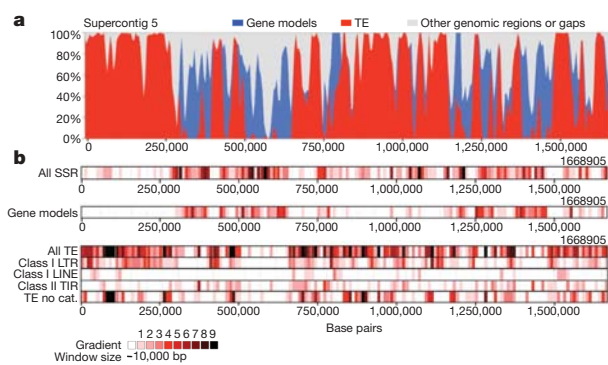 a
Supercontig 5
Gene models
TE
Other genomic regions or gaps
100%
80%
60%
40%
20%
0%
0 250,000 500,000 750,000 1,000,000 1,250,000 1,500,000
b
1668905
All SSR
0 250,000 500,000 750,000 1,000,000 1,250,000 1,500,000
1668905
Gene models
0 250,000 500,000 750,000 1,000,000 1,250,000 1,500,000
1668905
All TE
Class I LTR
Class I LINE
Class II TIR
TE no cat.
0 250,000 500,000 750,000 1,000,000 1,250,000 1,500,000
Base pairs
1 2 3 4 5 6 7 8 9
Gradient
Window size ~10,000 bp